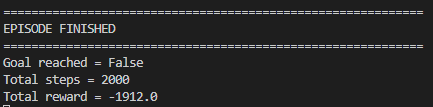 ============================================================
EPISODE FINISHED
============================================================
Goal reached = False
Total steps = 2000
Total reward = -1912.0